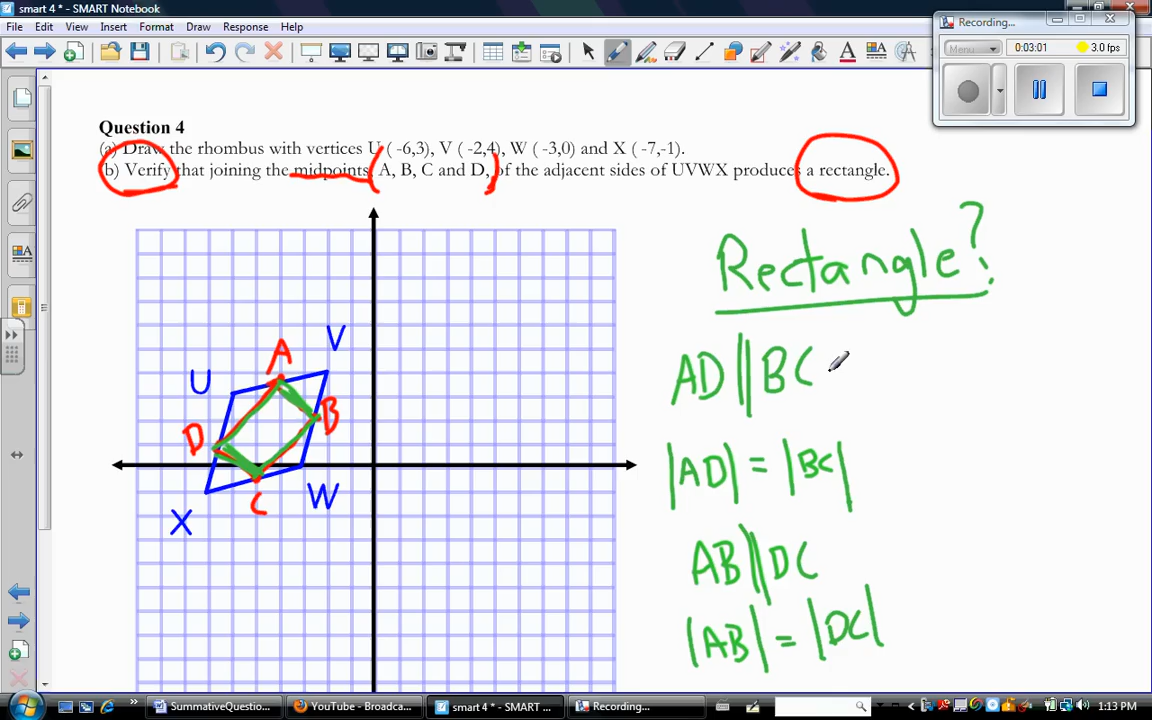 smart 4 * - SMART Notebook
File Edit View Insert Format Draw Response Help
Recording...
Menu
0:03:01
3.0 fps
Question 4
(a) Draw the rhombus with vertices U ( -6,3), V ( -2,4), W ( -3,0) and X ( -7,-1).
(b) Verify that joining the midpoints, A, B, C and D, of the adjacent sides of UVWX produces a rectangle.
Rectangle?
V
A
U
AD || BC
B
D
|AD| = |BC|
C
W
X
AB || DC
|AB| = |DC|
SummativeQuestio...
YouTube - Broadca...
smart 4 * - SMART ...
Recording...
1:13 PM